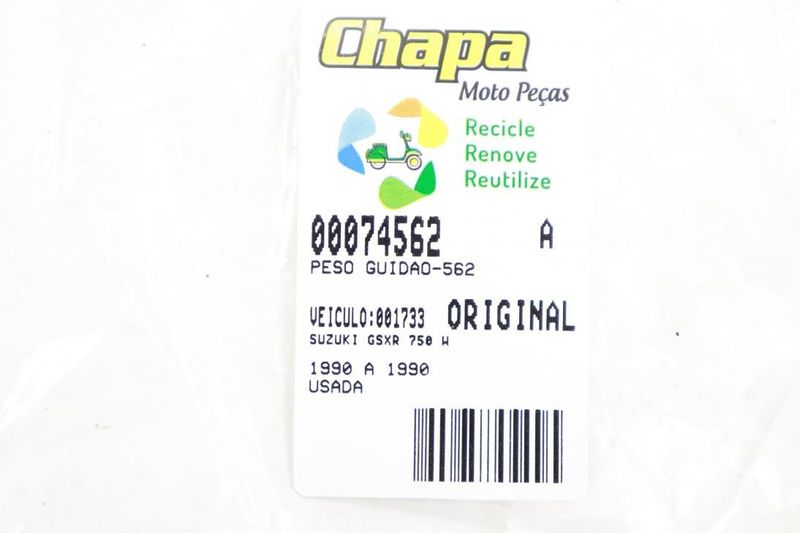 Chapa
Moto Peças
Recicle
Renove
Reutilize
00074562 A
PESO GUIDAO-562
VEICULO:001733 ORIGINAL
SUZUKI GSXR 750 W
1990 A 1990
USADA